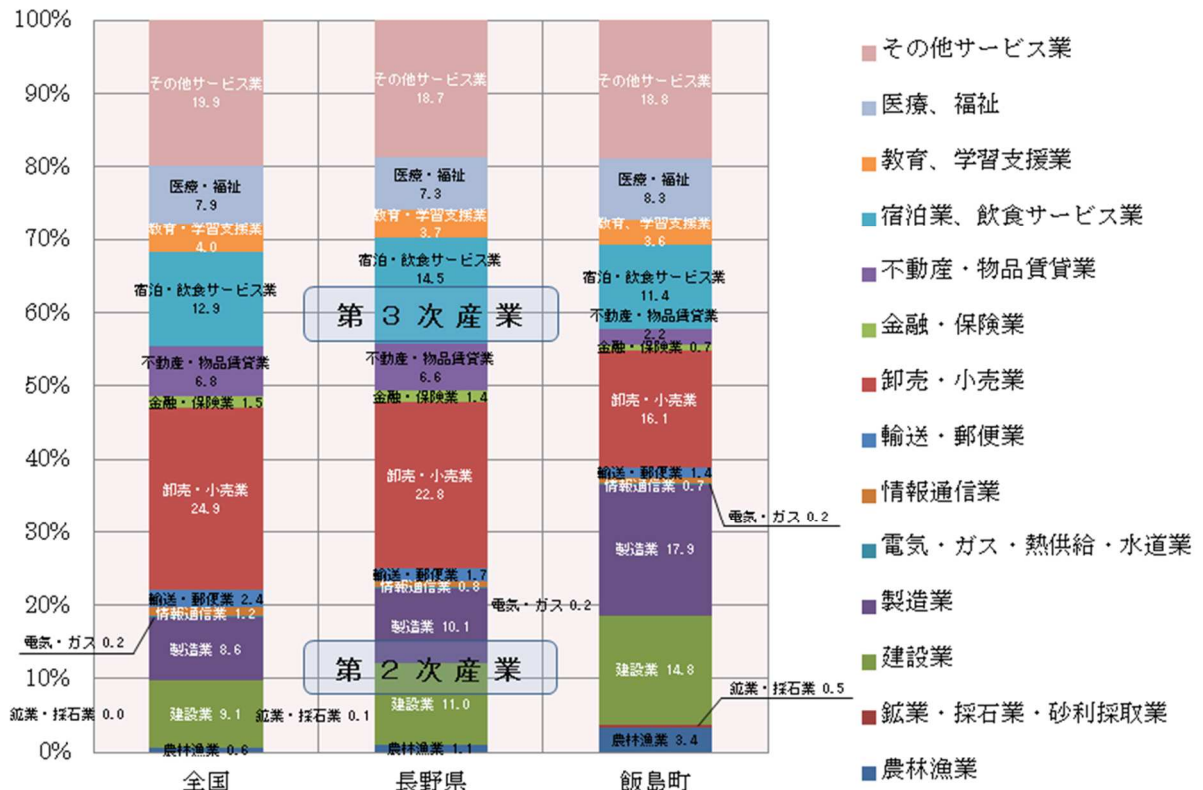 100%
90%
80%
70%
60%
50%
40%
30%
20%
10%
0%
その他サービス業
19.9
医療・福祉
7.9
教育・学習支援業
4.0
宿泊・飲食サービス業
12.9
不動産・物品賃貸業
6.8
金融・保険業 1.5
卸売・小売業
24.9
輸送・郵便業 2.4
情報通信業 1.2
電気・ガス 0.2
製造業 8.6
建設業 9.1
鉱業・採石業 0.0
農林漁業 0.6
全国
その他サービス業
18.7
医療・福祉
7.3
教育・学習支援業
3.7
宿泊・飲食サービス業
14.5
第3次産業
不動産・物品賃貸業
6.6
金融・保険業 1.4
卸売・小売業
22.8
輸送・郵便業 1.7
情報通信業 0.8
電気・ガス 0.2
製造業 10.1
第2次産業
建設業 11.0
鉱業・採石業 0.1
農林漁業 1.1
長野県
その他サービス業
18.8
医療・福祉
8.3
教育、学習支援業
3.6
宿泊・飲食サービス業
11.4
不動産・物品賃貸業
2.2
金融・保険業 0.7
卸売・小売業
16.1
輸送・郵便業 1.4
情報通信業 0.7
電気・ガス 0.2
製造業 17.9
建設業 14.8
鉱業・採石業 0.5
農林漁業 3.4
飯島町
その他サービス業
医療、福祉
教育、学習支援業
宿泊業、飲食サービス業
不動産・物品賃貸業
金融・保険業
卸売・小売業
輸送・郵便業
情報通信業
電気・ガス・熱供給・水道業
製造業
建設業
鉱業・採石業・砂利採取業
農林漁業